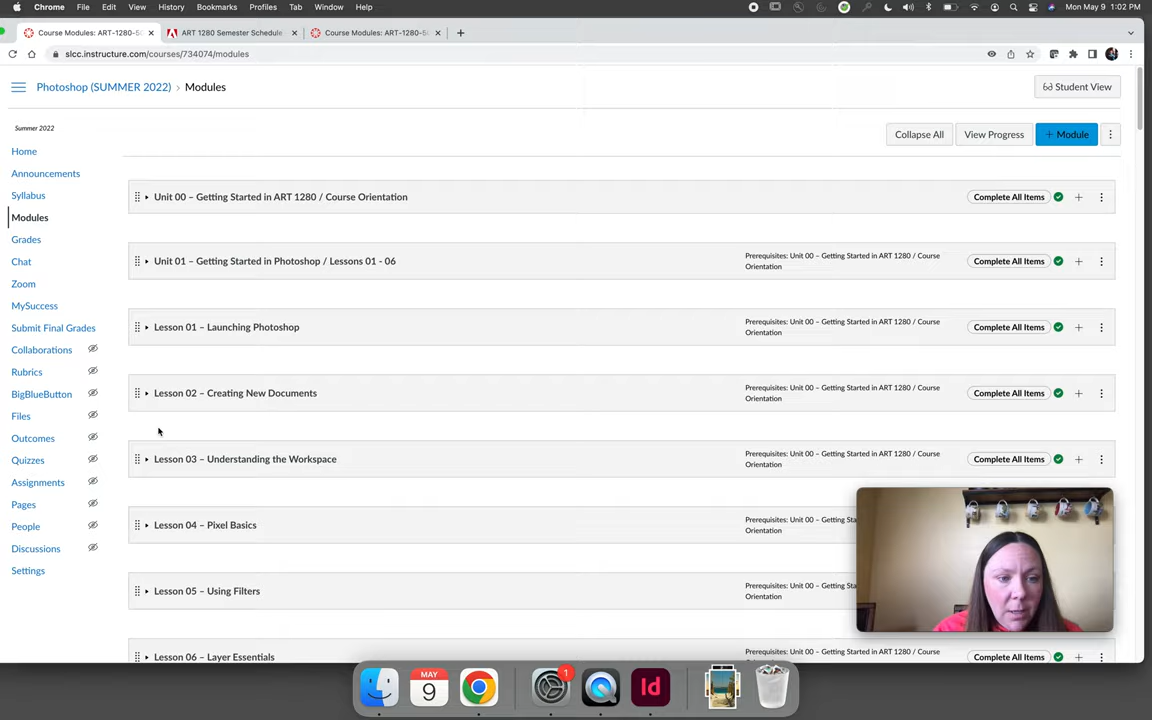 Chrome File Edit View History Bookmarks Profiles Tab Window Help Mon May 9 1:02 PM
Course Modules: ART-1280-50 ART 1280 Semester Schedule Course Modules: ART-1280-50
slcc.instructure.com/courses/734074/modules
Photoshop (SUMMER 2022) › Modules
Student View
Summer 2022
Collapse All View Progress + Module
Home
Announcements
Syllabus
Modules
Grades
Chat
Zoom
MySuccess
Submit Final Grades
Collaborations
Rubrics
BigBlueButton
Files
Outcomes
Quizzes
Assignments
Pages
People
Discussions
Settings
Unit 00 – Getting Started in ART 1280 / Course Orientation
Complete All Items
Unit 01 – Getting Started in Photoshop / Lessons 01 - 06
Prerequisites: Unit 00 – Getting Started in ART 1280 / Course
Orientation
Complete All Items
Lesson 01 – Launching Photoshop
Prerequisites: Unit 00 – Getting Started in ART 1280 / Course
Orientation
Complete All Items
Lesson 02 – Creating New Documents
Prerequisites: Unit 00 – Getting Started in ART 1280 / Course
Orientation
Complete All Items
Lesson 03 – Understanding the Workspace
Prerequisites: Unit 00 – Getting Started in ART 1280 / Course
Orientation
Complete All Items
Lesson 04 – Pixel Basics
Prerequisites: Unit 00 – Getting Sta
Orientation
Lesson 05 – Using Filters
Prerequisites: Unit 00 – Getting Sta
Orientation
Lesson 06 – Layer Essentials
Prerequisites: Unit 00 – Getting Started in ART 1280 / Course
Complete All Items
MAY
9
1
Id